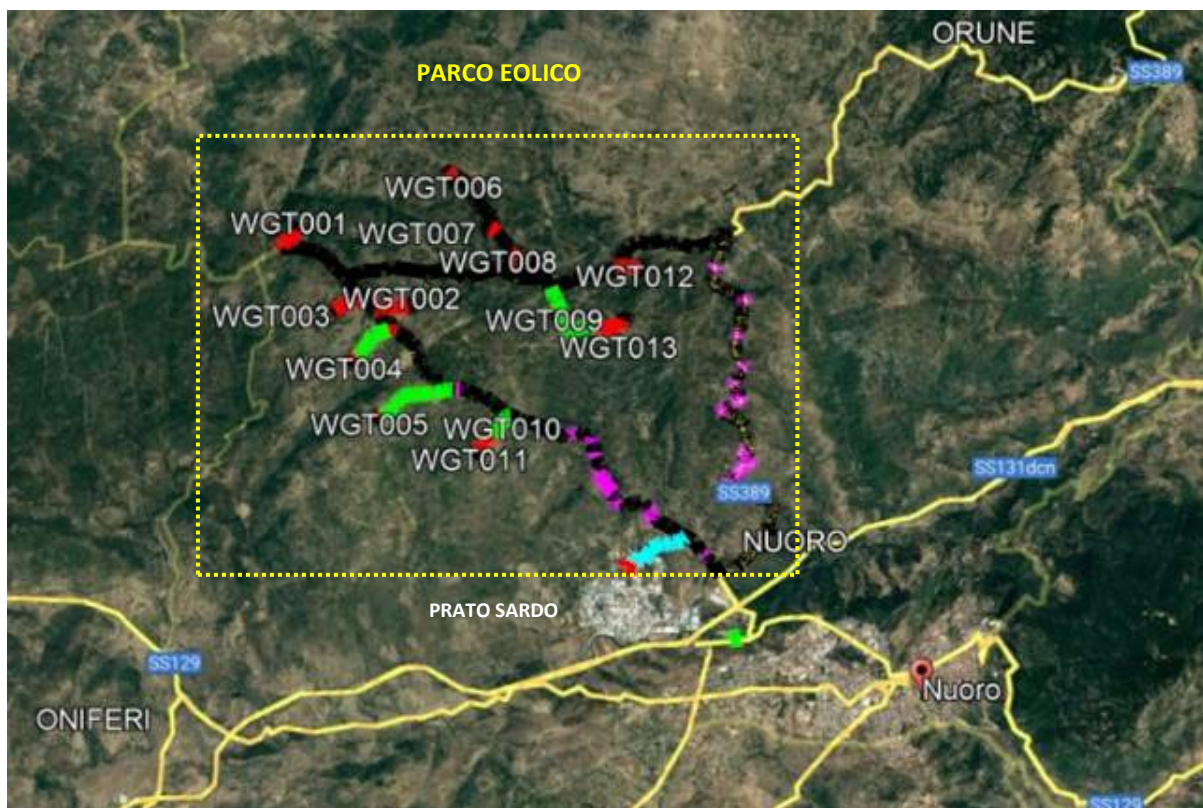 ORUNE
SS389
PARCO EOLICO
WGT006
WGT001
WGT007
WGT008
WGT012
WGT002
WGT003
WGT009
WGT013
WGT004
WGT005
WGT010
WGT011
SS131dcn
SS389
NUORO
PRATO SARDO
SS129
Nuoro
ONIFERI
SS129